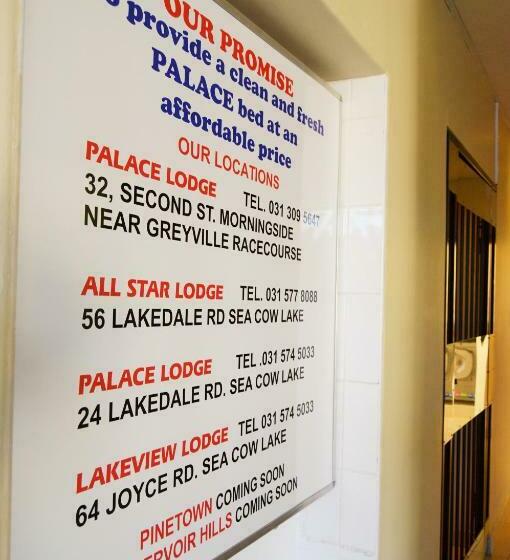 OUR PROMISE
provide a clean and fresh
PALACE bed at an
affordable price
OUR LOCATIONS
PALACE LODGE TEL. 031 309 5647
32, SECOND ST. MORNINGSIDE
NEAR GREYVILLE RACECOURSE
ALL STAR LODGE TEL. 031 577 8088
56 LAKEDALE RD SEA COW LAKE
PALACE LODGE TEL .031 574 5033
24 LAKEDALE RD. SEA COW LAKE
LAKEVIEW LODGE TEL 031 574 5033
64 JOYCE RD. SEA COW LAKE
PINETOWN COMING SOON
ERVOIR HILLS COMING SOON